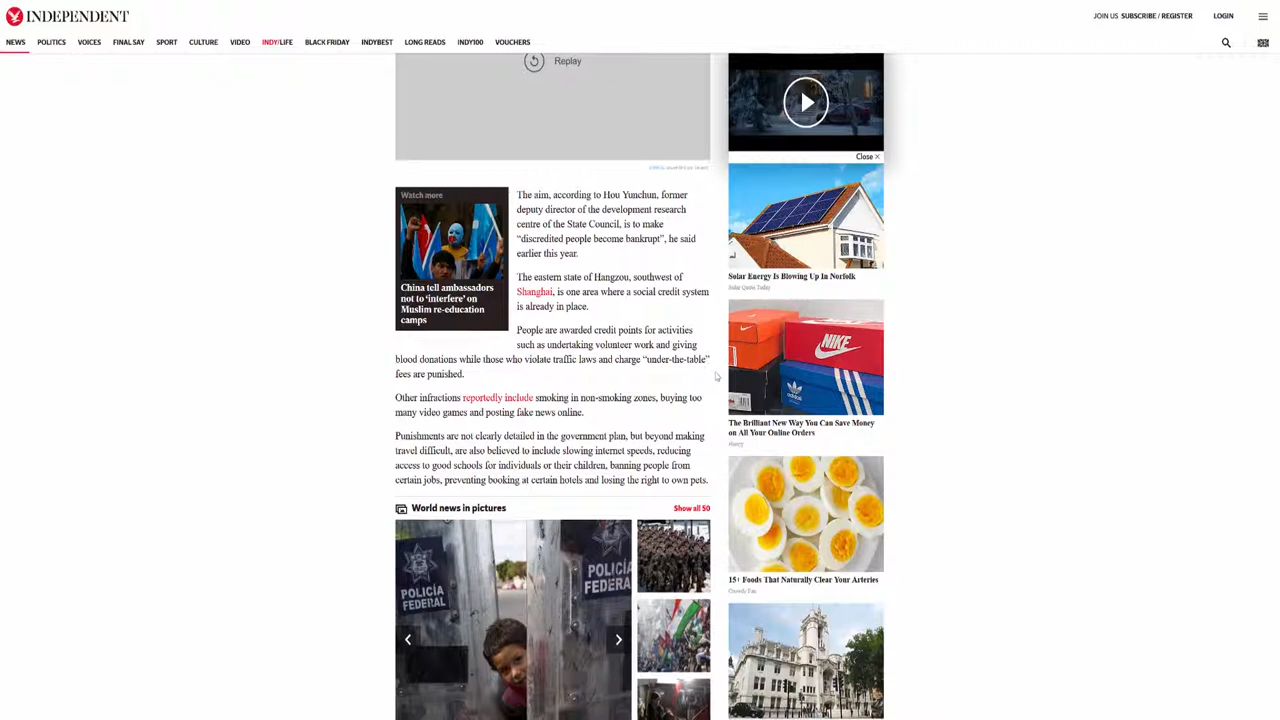 INDEPENDENT
JOIN US SUBSCRIBE / REGISTER LOGIN
NEWS POLITICS VOICES FINAL SAY SPORT CULTURE VIDEO INDY/LIFE BLACK FRIDAY INDYBEST LONG READS INDY100 VOUCHERS
Replay
Watch more
China tell ambassadors
not to ‘interfere’ on
Muslim re-education
camps
The aim, according to Hou Yunchun, former
deputy director of the development research
centre of the State Council, is to make
“discredited people become bankrupt”, he said
earlier this year.
The eastern state of Hangzou, southwest of
Shanghai, is one area where a social credit system
is already in place.
People are awarded credit points for activities
such as undertaking volunteer work and giving
blood donations while those who violate traffic laws and charge “under-the-table”
fees are punished.
Other infractions reportedly include smoking in non-smoking zones, buying too
many video games and posting fake news online.
Punishments are not clearly detailed in the government plan, but beyond making
travel difficult, are also believed to include slowing internet speeds, reducing
access to good schools for individuals or their children, banning people from
certain jobs, preventing booking at certain hotels and losing the right to own pets.
World news in pictures
Show all 50
POLICÍA
FEDERAL
POLICÍA
FEDERAL
Close X
Solar Energy Is Blowing Up In Norfolk
Solar Quote Today
NIKE
adidas
The Brilliant New Way You Can Save Money
on All Your Online Orders
Honey
15+ Foods That Naturally Clear Your Arteries